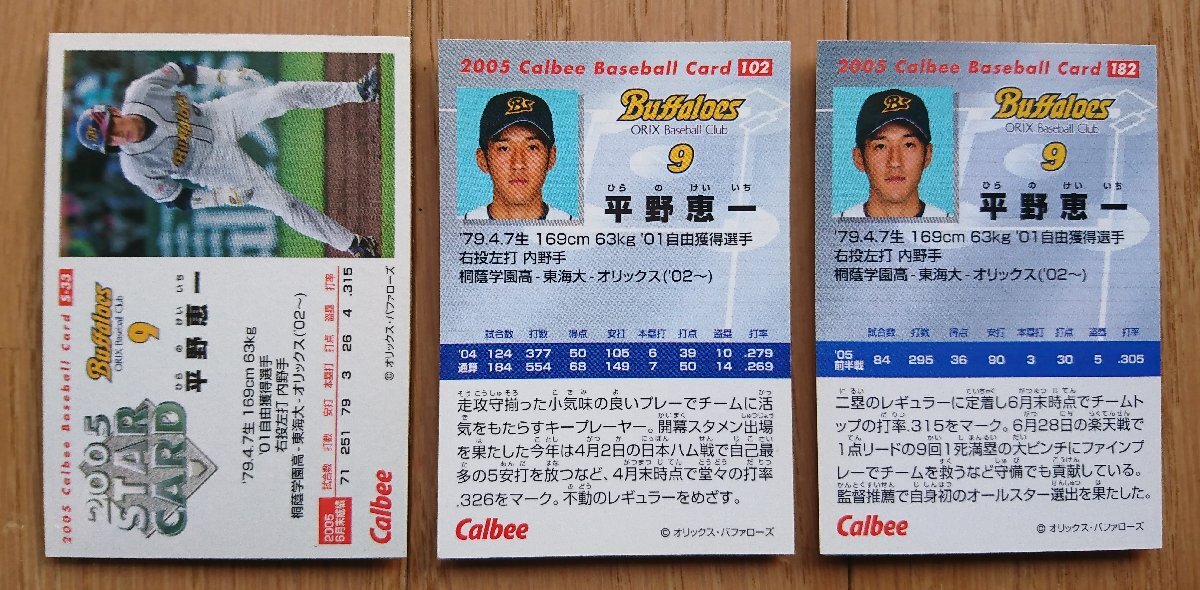 2005 Calbee Baseball Card S-33
Buffaloes
ORIX Baseball Club
9
ひら の けい いち
平野恵一
2005
STAR
CARD
'79.4.7生 169cm 63kg
'01自由獲得選手
右投左打 内野手
桐蔭学園高-東海大-オリックス('02〜)
2005 6月末成績
試合数 打数 安打 本塁打 打点 盗塁 打率
71 251 79 3 26 4 .315
Calbee
© オリックス・バファローズ
2005 Calbee Baseball Card 102
B's
Buffaloes
ORIX Baseball Club
9
ひら の けい いち
平野恵一
'79.4.7生 169cm 63kg '01自由獲得選手
右投左打 内野手
桐蔭学園高-東海大-オリックス('02〜)
試合数 打数 得点 安打 本塁打 打点 盗塁 打率
'04 124 377 50 105 6 39 10 .279
通算 184 554 68 149 7 50 14 .269
走攻守揃った小気味の良いプレーでチームに活
気をもたらすキープレーヤー。開幕スタメン出場
を果たした今年は4月2日の日本ハム戦で自己最
多の5安打を放つなど、4月末時点で堂々の打率
.326をマーク。不動のレギュラーをめざす。
Calbee
© オリックス・バファローズ
2005 Calbee Baseball Card 182
B's
Buffaloes
ORIX Baseball Club
9
ひら の けい いち
平野恵一
'79.4.7生 169cm 63kg '01自由獲得選手
右投左打 内野手
桐蔭学園高-東海大-オリックス('02〜)
試合数 打数 得点 安打 本塁打 打点 盗塁 打率
'05 前半戦 84 295 36 90 3 30 5 .305
二塁のレギュラーに定着し6月末時点でチームト
ップの打率.315をマーク。6月28日の楽天戦で
1点リードの9回1死満塁の大ピンチにファインプ
レーでチームを救うなど守備でも貢献している。
監督推薦で自身初のオールスター選出を果たした。
Calbee
© オリックス・バファローズ